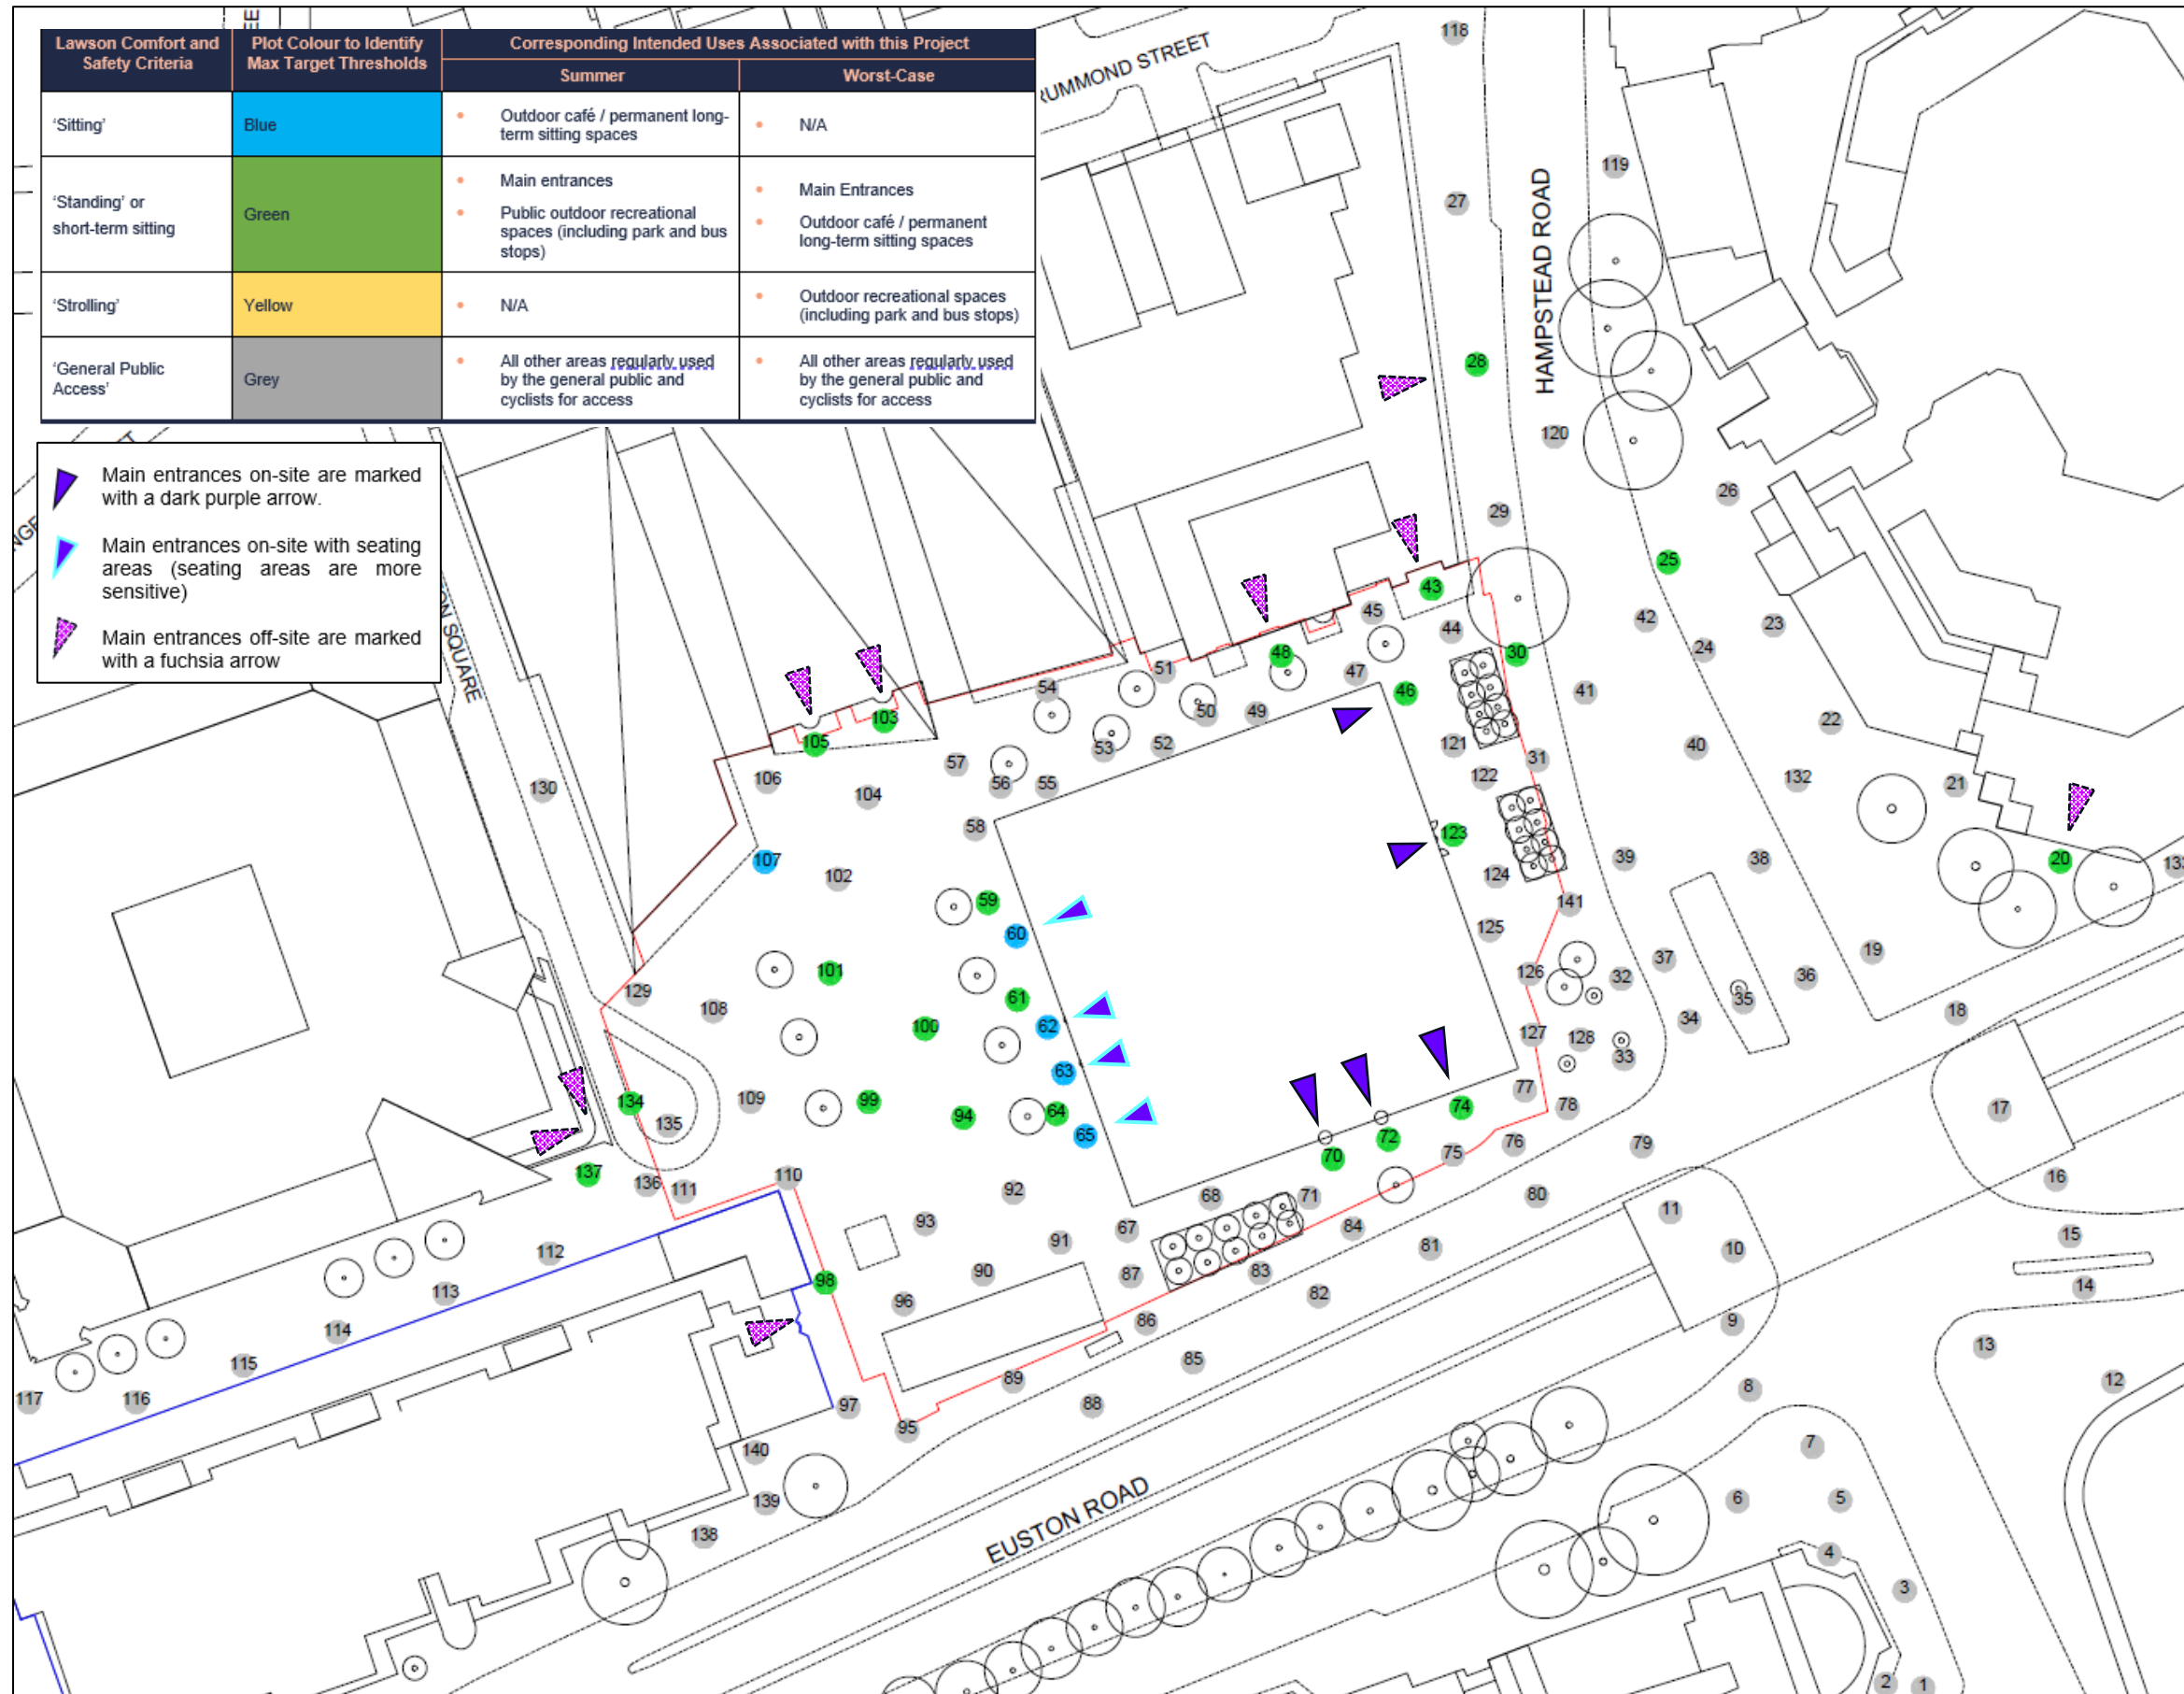 Lawson Comfort and
Safety Criteria
Plot Colour to Identify
Max Target Thresholds
Corresponding Intended Uses Associated with this Project
Summer
Worst-Case
‘Sitting’
Blue
• Outdoor café / permanent long-
term sitting spaces
• N/A
‘Standing’ or
short-term sitting
Green
• Main entrances
• Public outdoor recreational
spaces (including park and bus
stops)
• Main Entrances
• Outdoor café / permanent
long-term sitting spaces
‘Strolling’
Yellow
• N/A
• Outdoor recreational spaces
(including park and bus stops)
‘General Public
Access’
Grey
• All other areas regularly used
by the general public and
cyclists for access
• All other areas regularly used
by the general public and
cyclists for access
Main entrances on-site are marked
with a dark purple arrow.
Main entrances on-site with seating
areas (seating areas are more
sensitive)
Main entrances off-site are marked
with a fuchsia arrow
RUMMOND STREET
HAMPSTEAD ROAD
ON SQUARE
EUSTON ROAD
118
119
27
28
120
26
29
25
43
45
44
42
23
24
30
48
47
46
41
51
54
50
49
22
103
105
53
52
121
31
40
57
106
104
56
55
122
132
21
130
58
123
20
107
102
39
38
124
59
141
60
125
19
101
126
32
37
36
129
61
35
108
100
62
34
18
127
128
33
63
109
99
94
64
77
74
78
17
134
135
65
72
79
75
76
70
137
136
111
110
92
68
71
80
16
11
93
67
84
15
112
91
81
10
98
90
87
83
14
113
96
82
86
9
114
13
115
85
89
8
12
117
116
97
88
95
7
140
139
6
5
138
4
3
2
1